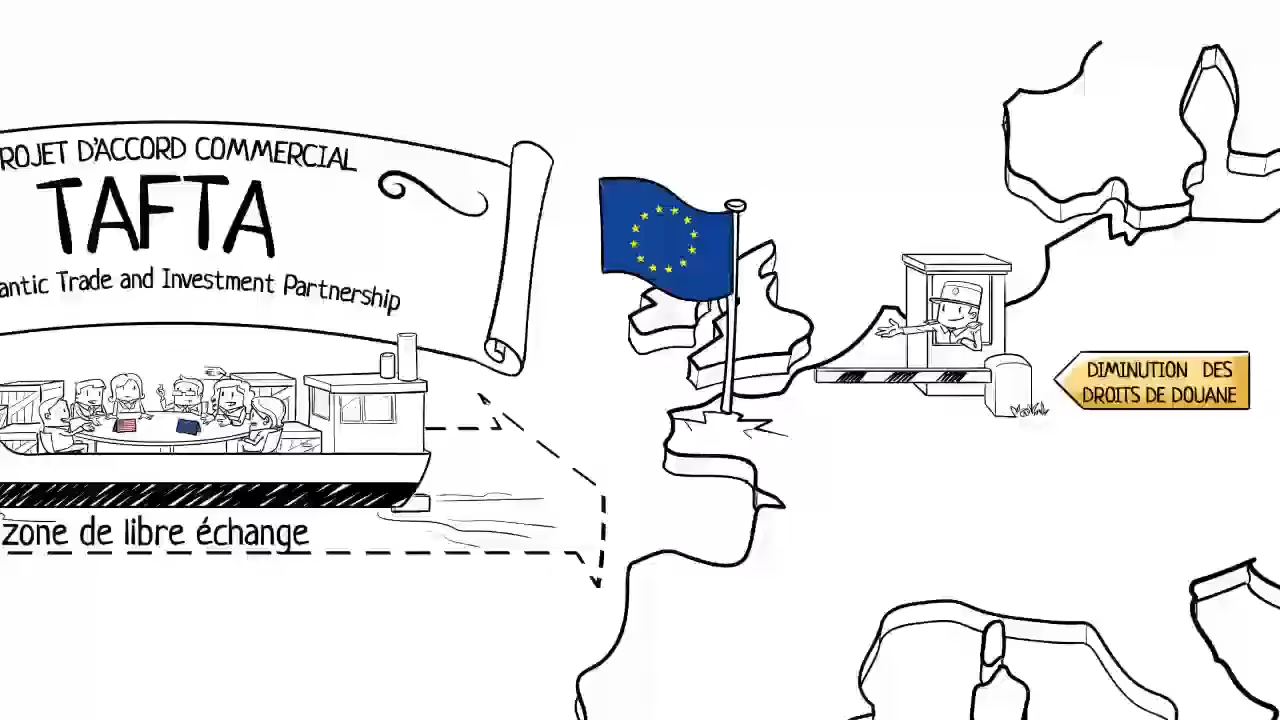 ROJET D'ACCORD COMMERCIAL
TAFTA
antic Trade and Investment Partnership
zone de libre échange
DIMINUTION DES
DROITS DE DOUANE